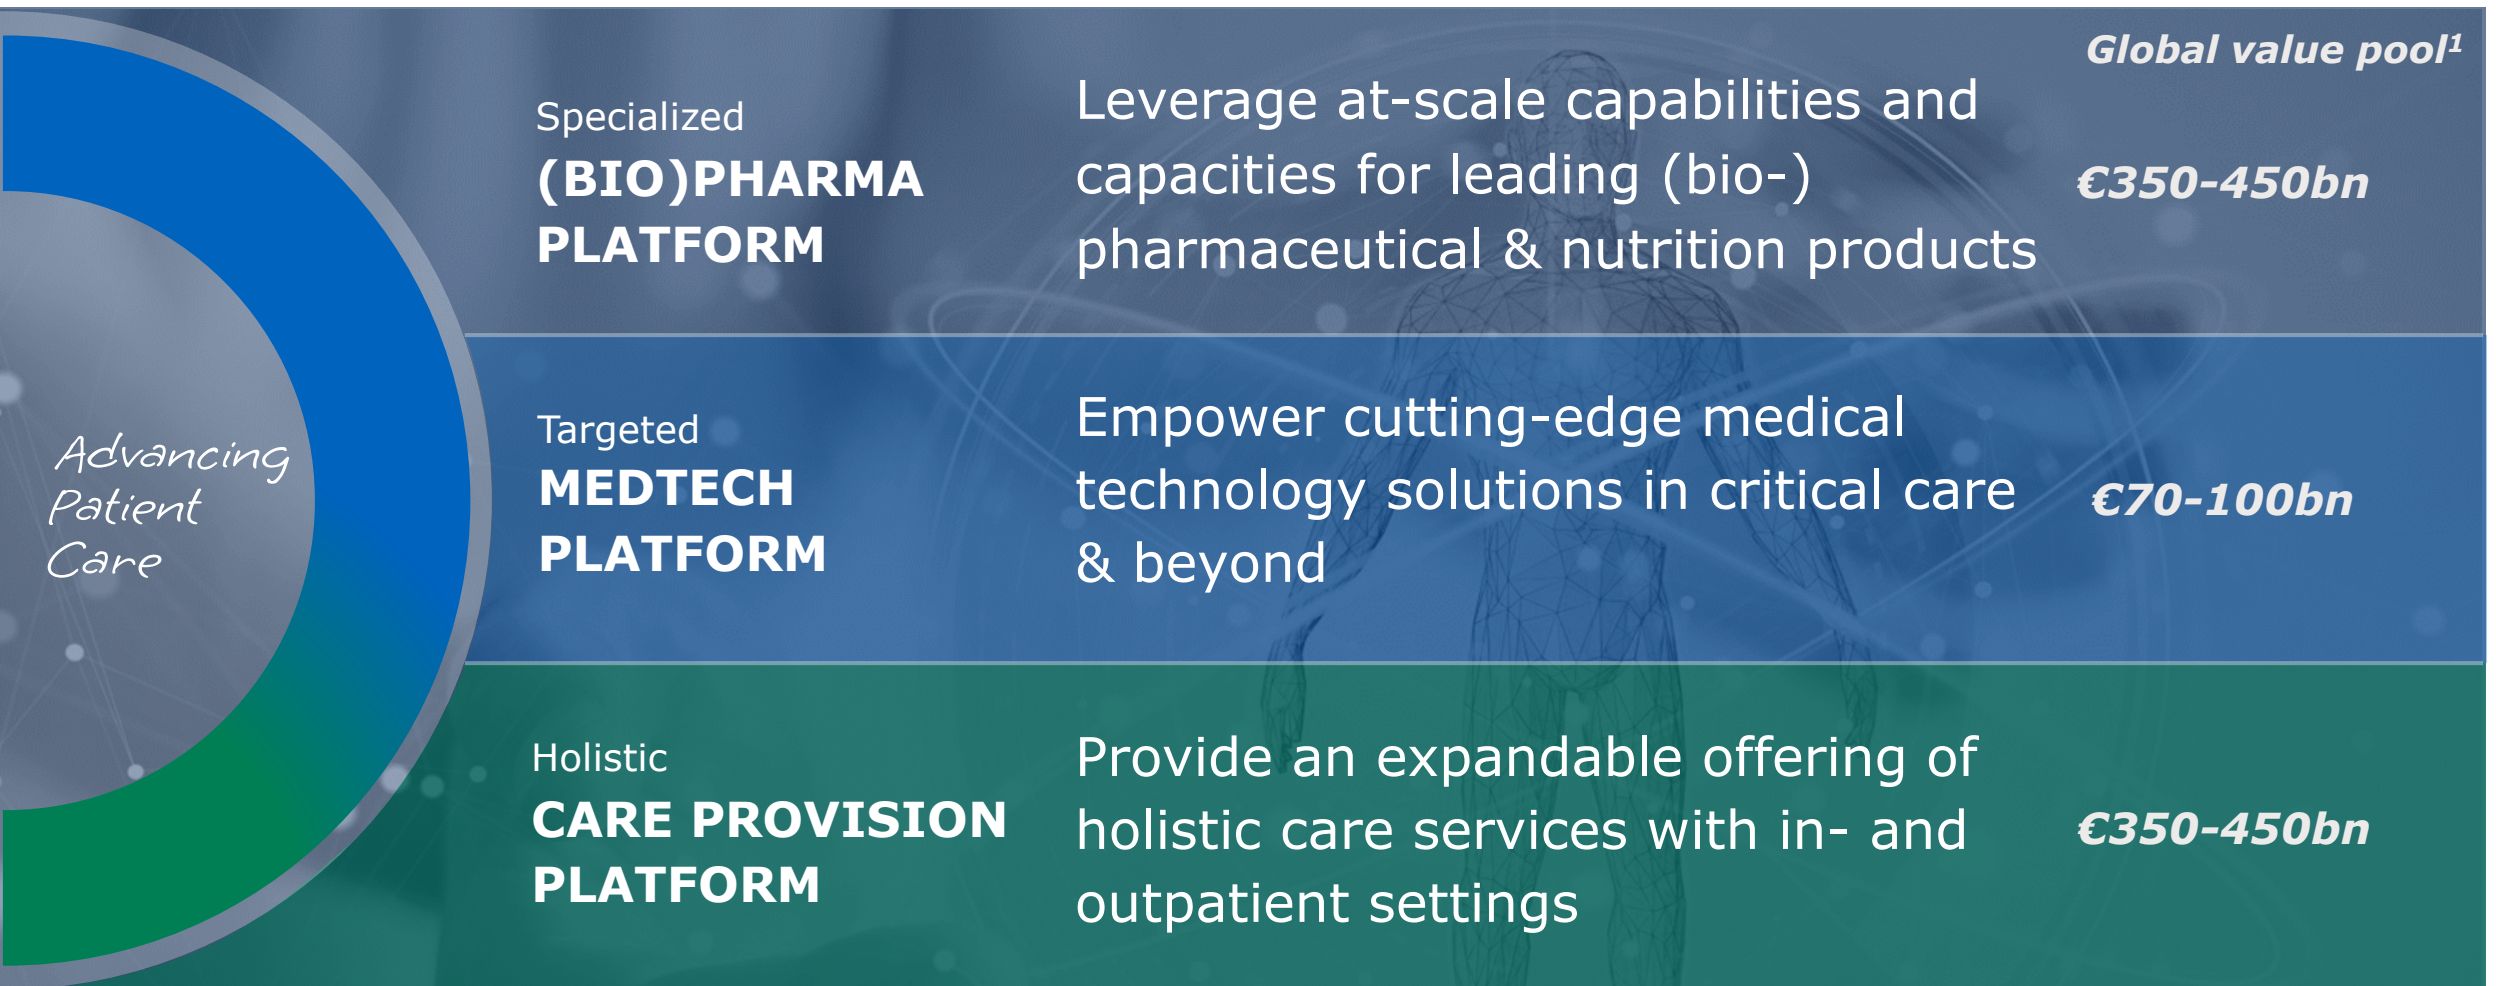 Global value pool¹
Advancing
Patient
Care
Specialized
(BIO)PHARMA
PLATFORM
Leverage at-scale capabilities and
capacities for leading (bio-)
pharmaceutical & nutrition products
€350-450bn
Targeted
MEDTECH
PLATFORM
Empower cutting-edge medical
technology solutions in critical care
& beyond
€70-100bn
Holistic
CARE PROVISION
PLATFORM
Provide an expandable offering of
holistic care services with in- and
outpatient settings
€350-450bn